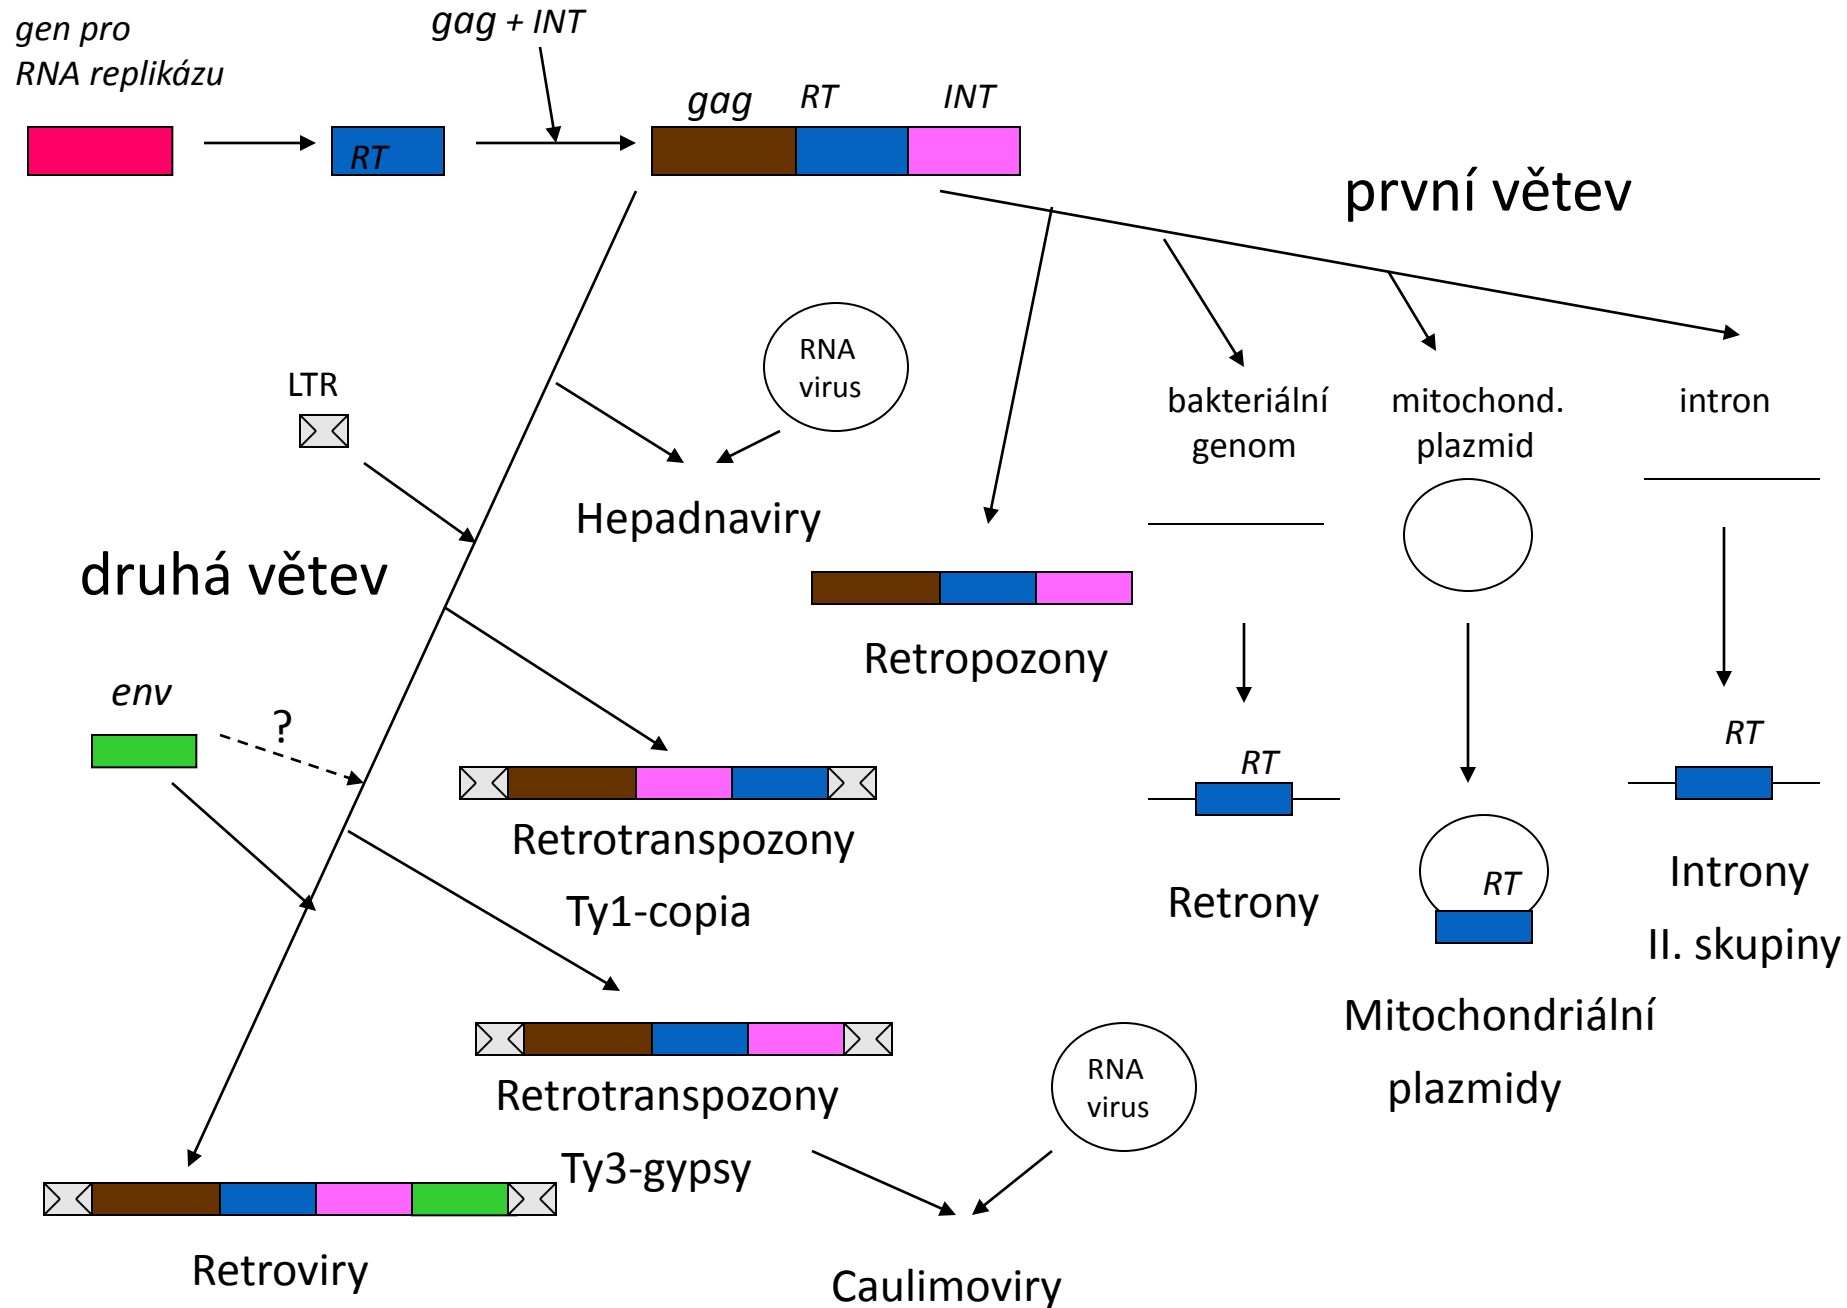 gen pro
RNA replikázu
gag + INT
RT
gag
RT
INT
první větev
RNA
virus
LTR
bakteriální
genom
mitochond.
plazmid
intron
Hepadnaviry
druhá větev
Retropozony
env
?
RT
RT
Retrotranspozony
Ty1-copia
Retrony
RT
Introny
II. skupiny
Mitochondriální
plazmidy
RNA
virus
Retrotranspozony
Ty3-gypsy
Retroviry
Caulimoviry